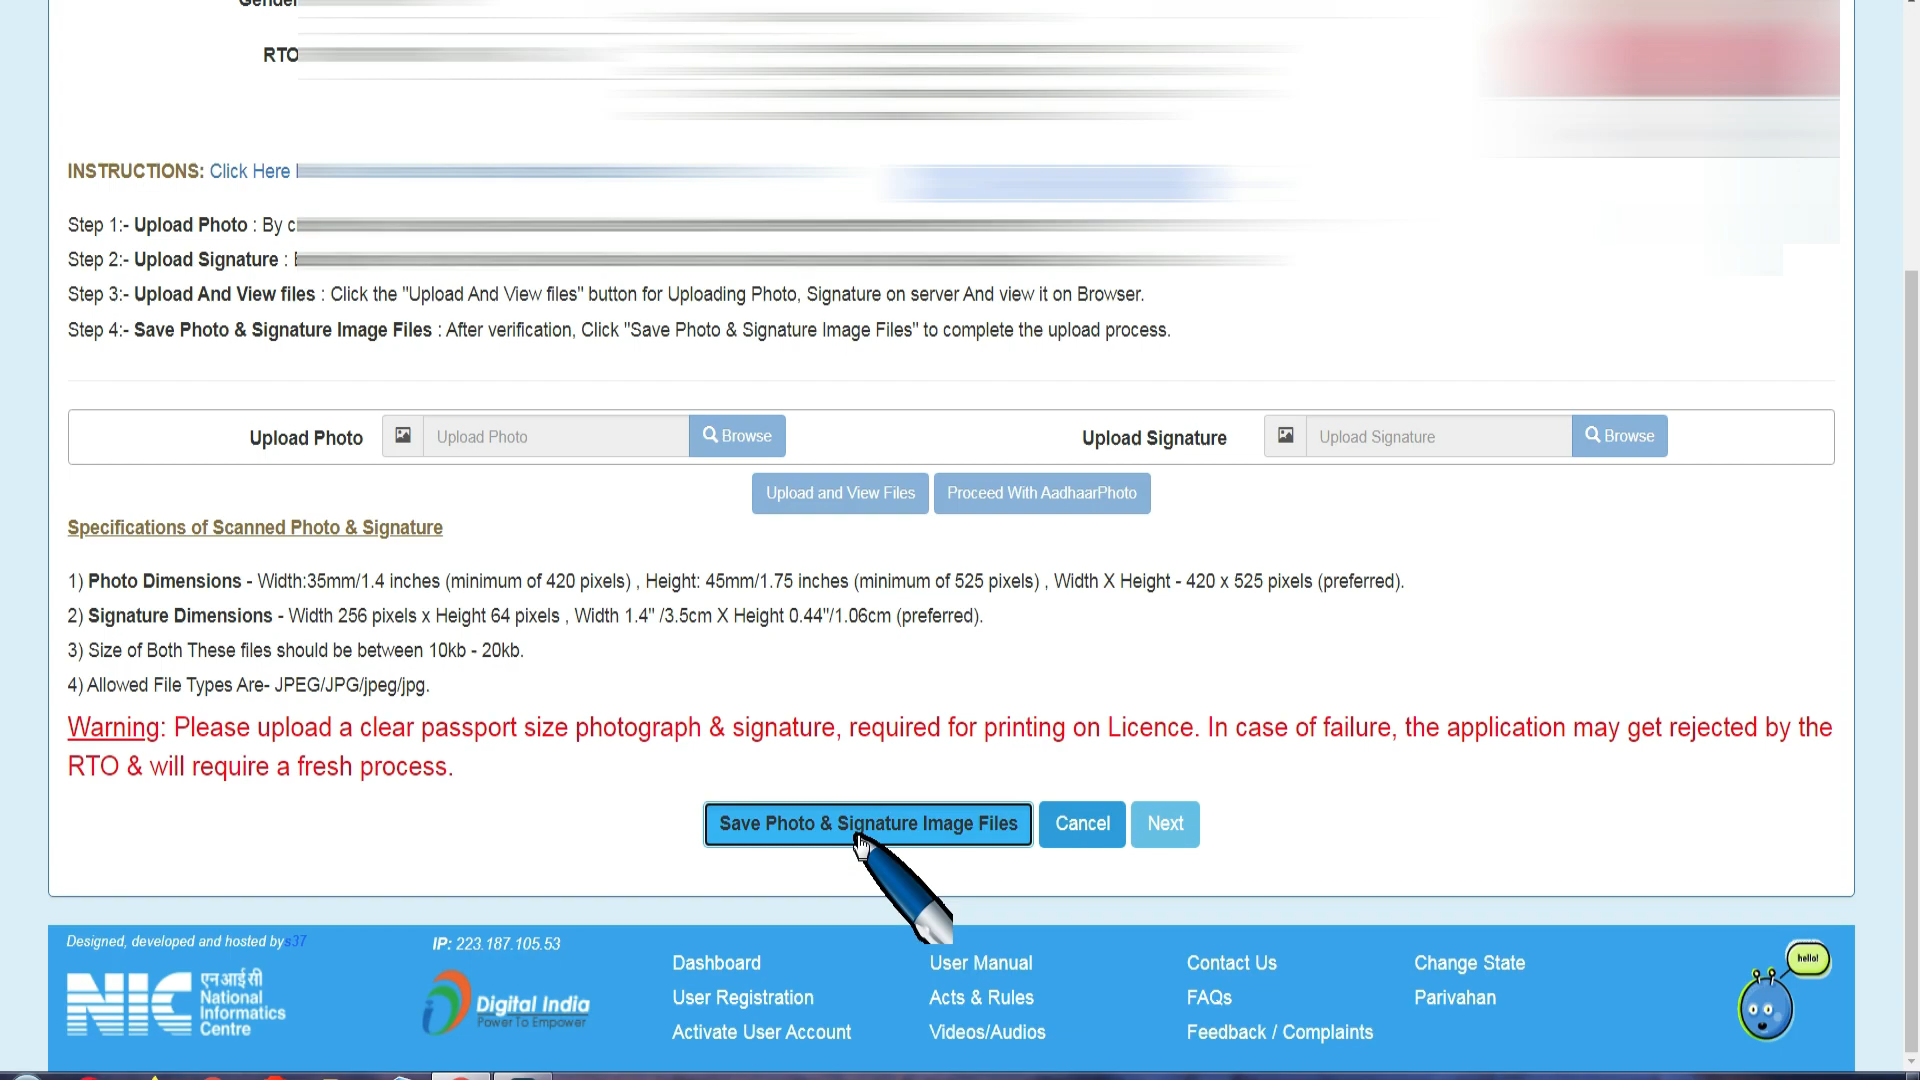 Gender
RTO
INSTRUCTIONS: Click Here
Step 1:- Upload Photo : By c
Step 2:- Upload Signature :
Step 3:- Upload And View files : Click the "Upload And View files" button for Uploading Photo, Signature on server And view it on Browser.
Step 4:- Save Photo & Signature Image Files : After verification, Click "Save Photo & Signature Image Files" to complete the upload process.
Upload Photo Upload Photo Browse Upload Signature Upload Signature Browse
Upload and View Files Proceed With AadhaarPhoto
Specifications of Scanned Photo & Signature
1) Photo Dimensions - Width:35mm/1.4 inches (minimum of 420 pixels) , Height: 45mm/1.75 inches (minimum of 525 pixels) , Width X Height - 420 x 525 pixels (preferred).
2) Signature Dimensions - Width 256 pixels x Height 64 pixels , Width 1.4" /3.5cm X Height 0.44"/1.06cm (preferred).
3) Size of Both These files should be between 10kb - 20kb.
4) Allowed File Types Are- JPEG/JPG/jpeg/jpg.
Warning: Please upload a clear passport size photograph & signature, required for printing on Licence. In case of failure, the application may get rejected by the
RTO & will require a fresh process.
Save Photo & Signature Image Files Cancel Next
Designed, developed and hosted by s37
NIC
एन आई सी
National
Informatics
Centre
IP: 223.187.105.53
Digital India
Power To Empower
Dashboard
User Registration
Activate User Account
User Manual
Acts & Rules
Videos/Audios
Contact Us
FAQs
Feedback / Complaints
Change State
Parivahan
hello!